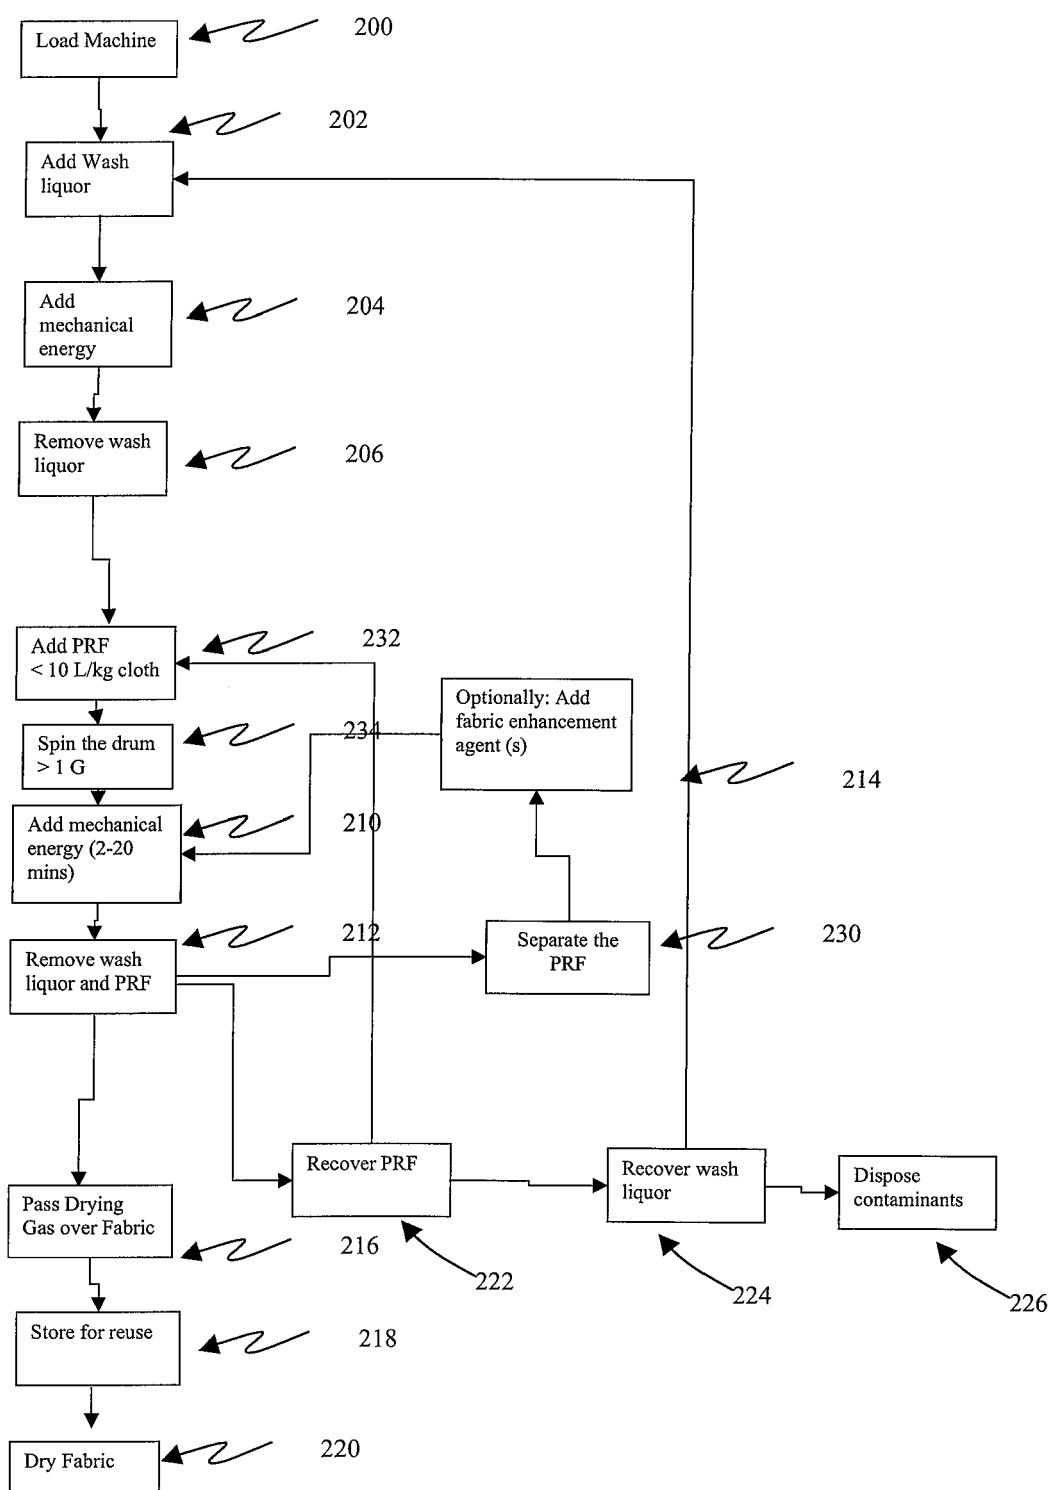 Load Machine
200
202
Add Wash
liquor
204
Add
mechanical
energy
Remove wash
liquor
206
Add PRF
< 10 L/kg cloth
232
Optionally: Add
fabric enhancement
agent (s)
Spin the drum
> 1 G
234
214
Add mechanical
energy (2-20
mins)
210
Remove wash
liquor and PRF
212
Separate the
PRF
230
Recover PRF
Recover wash
liquor
Dispose
contaminants
Pass Drying
Gas over Fabric
216
222
224
226
Store for reuse
218
Dry Fabric
220